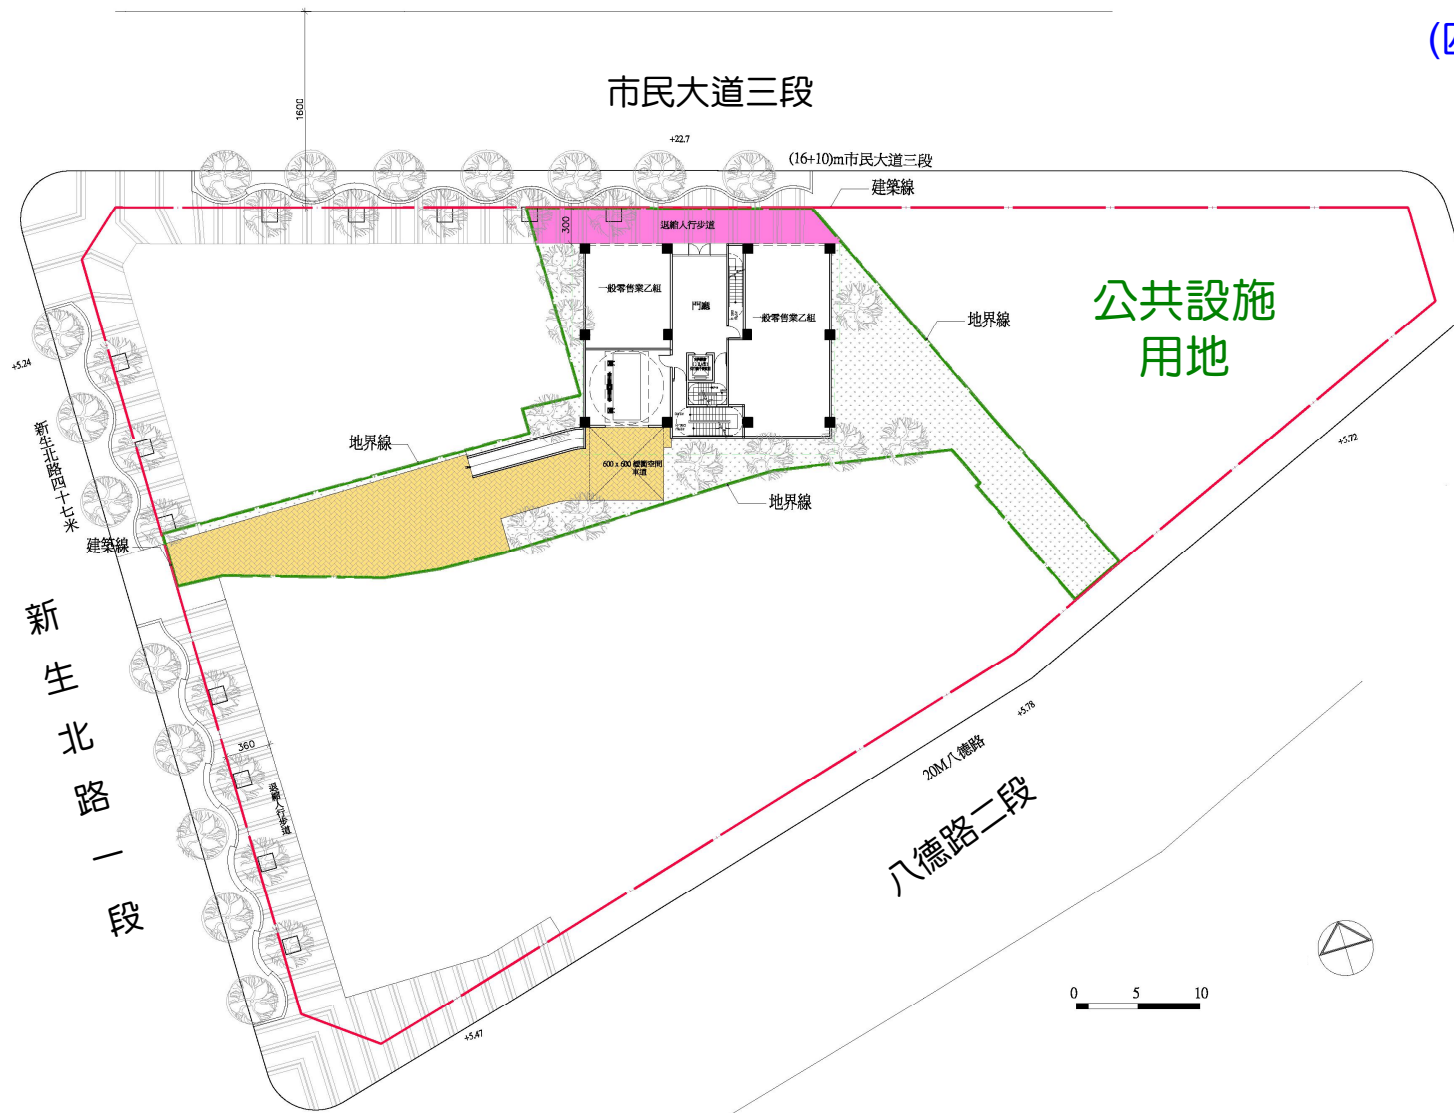 (四
1600
市民大道三段
+22.7
(16+10)m市民大道三段
建築線
300
退縮人行步道
一般零售業乙組
門廳
一般零售業乙組
公共設施
用地
地界線
+5.24
新生北路四十七米
地界線
+5.72
600 x 600 緩衝空間
車道
地界線
建築線
新生北路一段
360
退縮人行步道
+5.78
20M八德路
八德路二段
0 5 10
+5.47